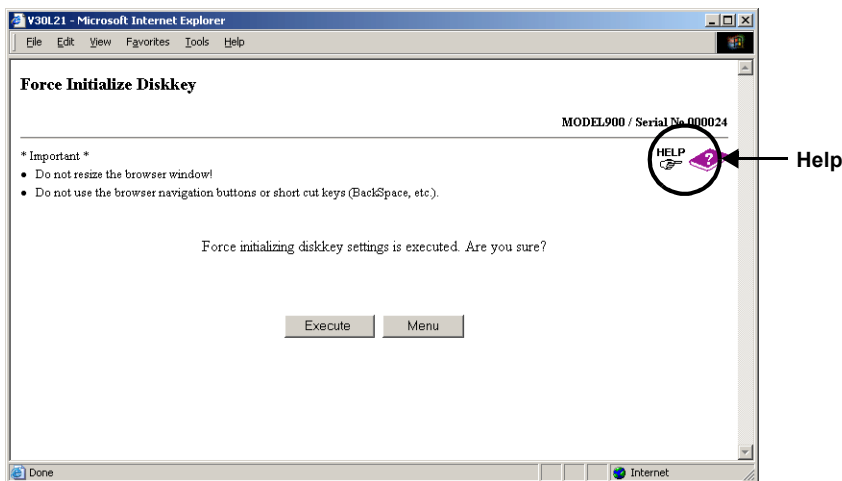 V30L21 - Microsoft Internet Explorer
File Edit View Favorites Tools Help
Force Initialize Diskkey
MODEL900 / Serial No.000024
* Important *
HELP
?
Help
• Do not resize the browser window!
• Do not use the browser navigation buttons or short cut keys (BackSpace, etc.).
Force initializing diskkey settings is executed. Are you sure?
Execute Menu
Done
Internet